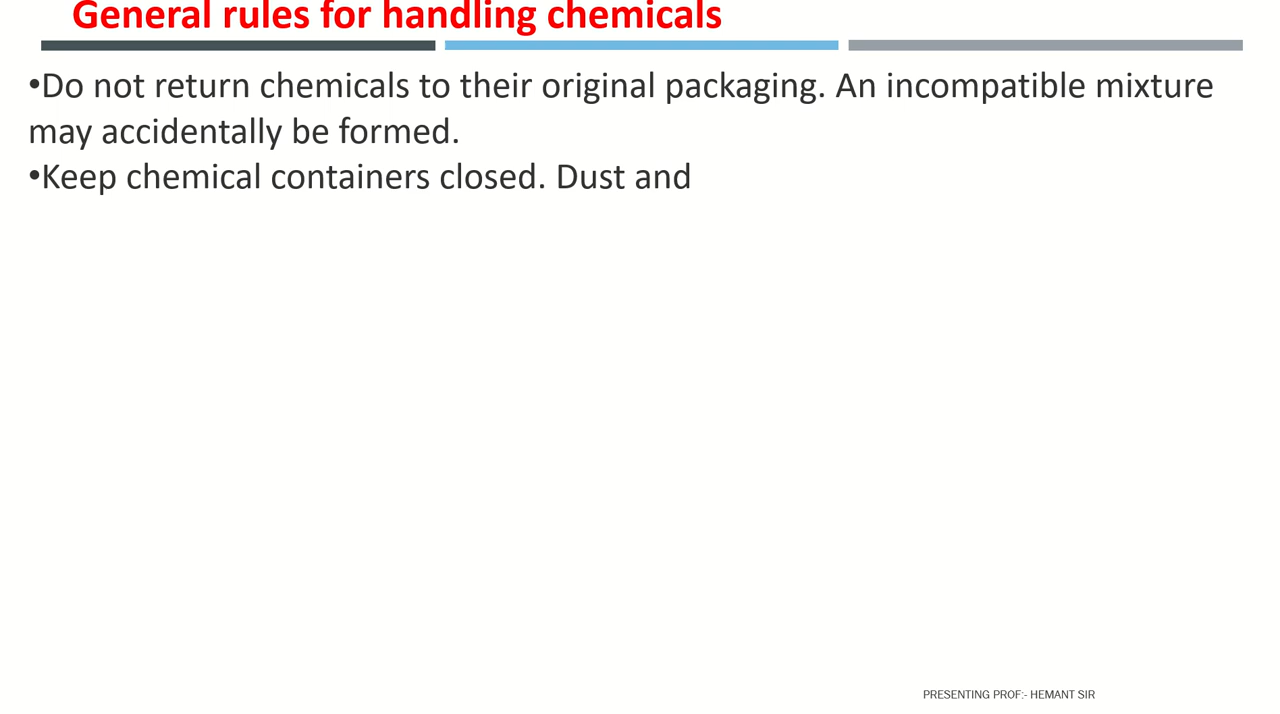 General rules for handling chemicals
•Do not return chemicals to their original packaging. An incompatible mixture
may accidentally be formed.
•Keep chemical containers closed. Dust and
PRESENTING PROF:- HEMANT SIR